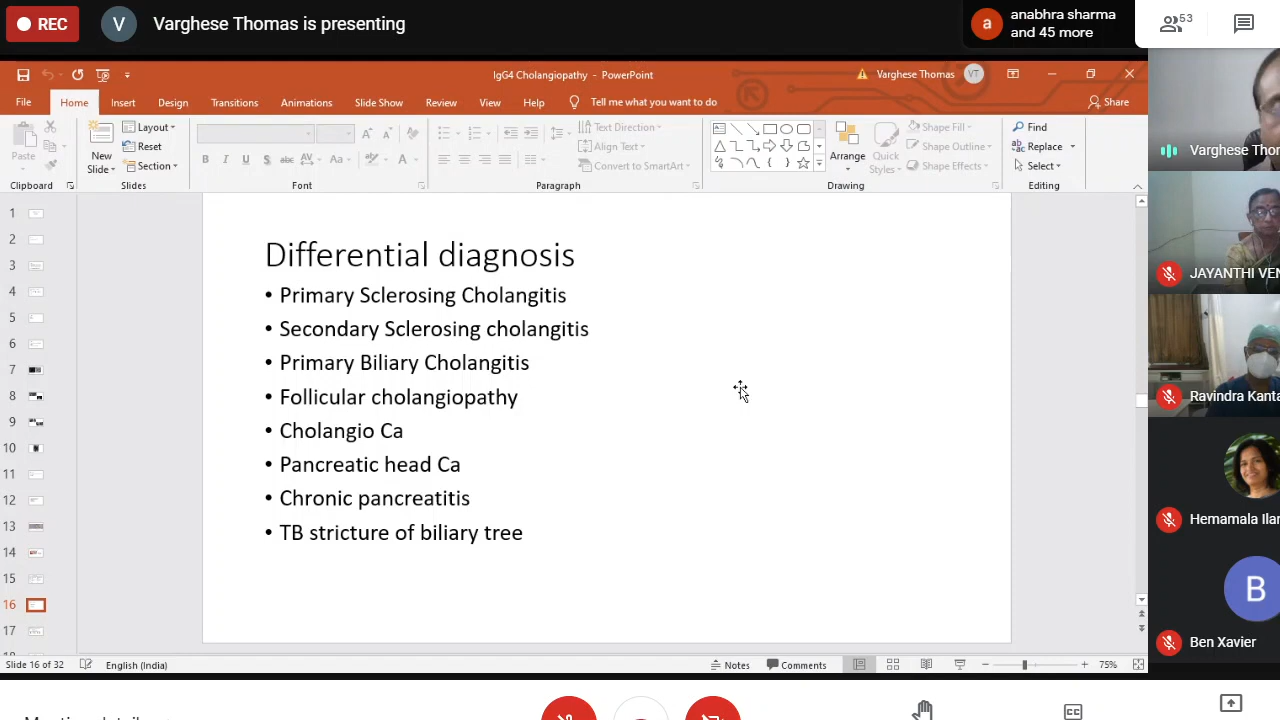 REC
V
Varghese Thomas is presenting
a
anabhra sharma
and 45 more
53
IgG4 Cholangiopathy - PowerPoint
Varghese Thomas
VT
File
Home
Insert
Design
Transitions
Animations
Slide Show
Review
View
Help
Tell me what you want to do
Share
Paste
New
Slide
Layout
Reset
Section
B
I
U
S
abc
AV
Aa
A
Text Direction
Align Text
Convert to SmartArt
Arrange
Quick
Styles
Shape Fill
Shape Outline
Shape Effects
Find
Replace
Select
Clipboard
Slides
Font
Paragraph
Drawing
Editing
1
2
3
4
5
6
7
8
9
10
11
12
13
14
15
16
17
Differential diagnosis
• Primary Sclerosing Cholangitis
• Secondary Sclerosing cholangitis
• Primary Biliary Cholangitis
• Follicular cholangiopathy
• Cholangio Ca
• Pancreatic head Ca
• Chronic pancreatitis
• TB stricture of biliary tree
Varghese Thor
JAYANTHI VEN
Ravindra Kanta
Hemamala Ilar
B
Ben Xavier
Slide 16 of 32
English (India)
Notes
Comments
75%
CC